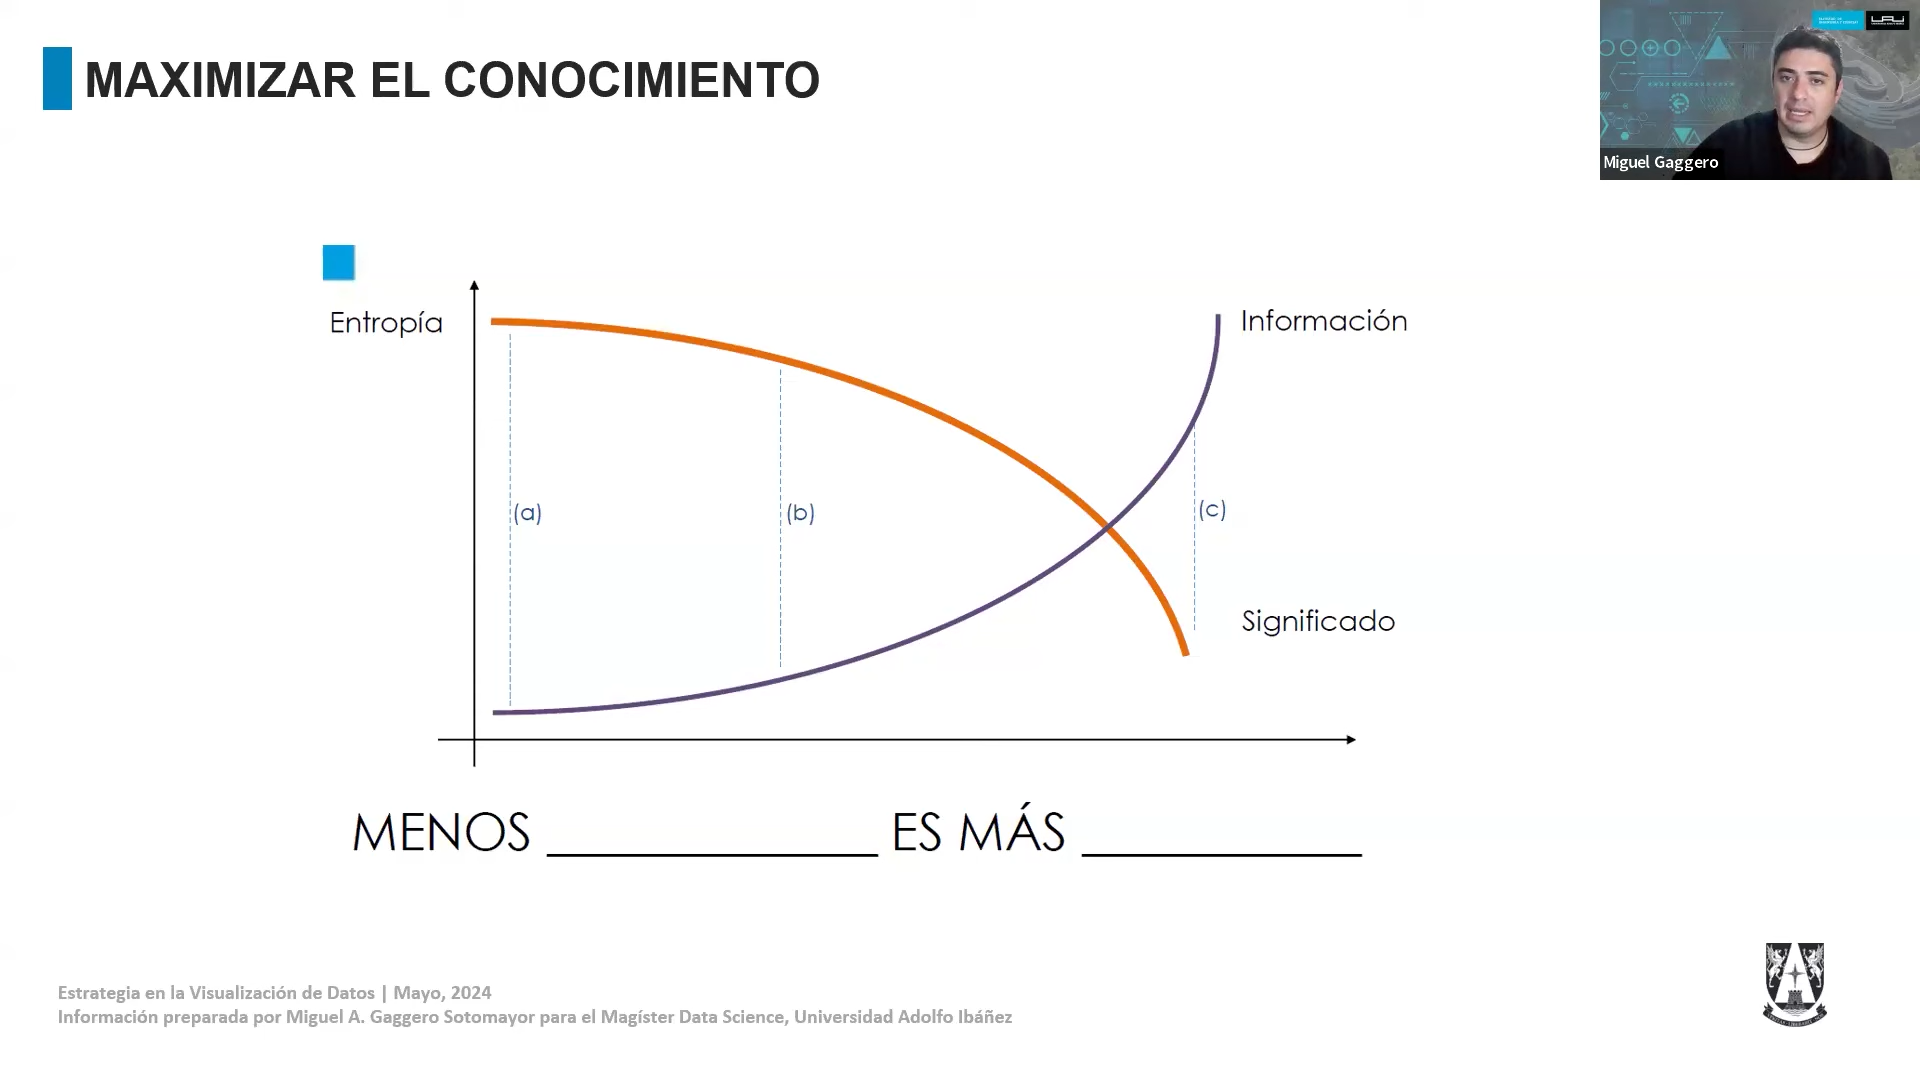 MAXIMIZAR EL CONOCIMIENTO
Miguel Gaggero
Entropía
Información
(a)
(b)
(c)
Significado
MENOS ____________ ES MÁS __________
Estrategia en la Visualización de Datos | Mayo, 2024
Información preparada por Miguel A. Gaggero Sotomayor para el Magíster Data Science, Universidad Adolfo Ibáñez